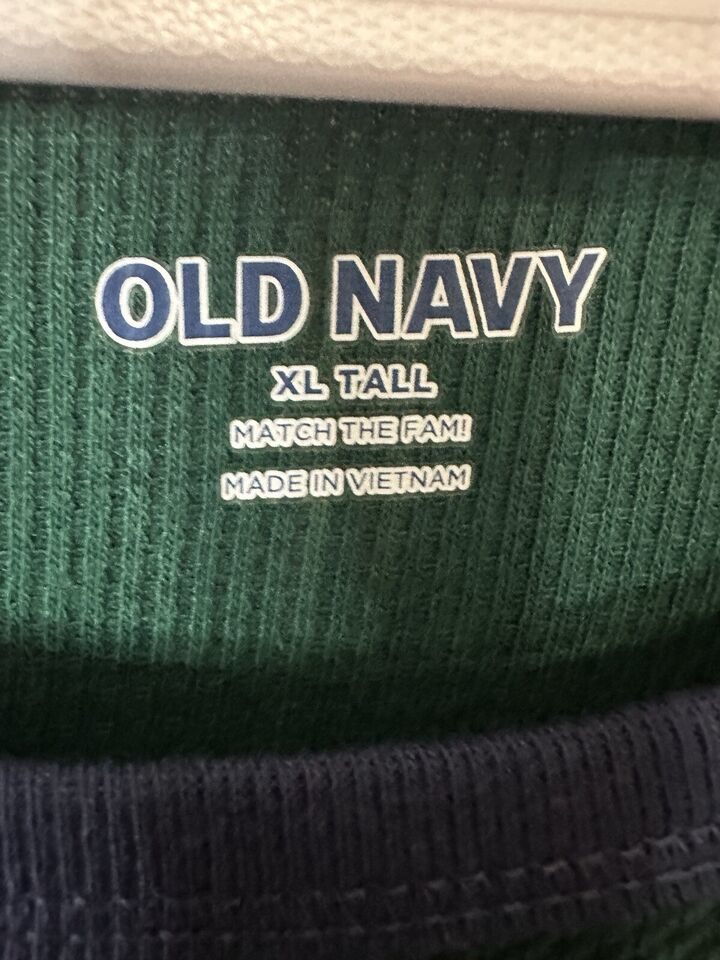 OLD NAVY
XL TALL
MATCH THE FAM!
MADE IN VIETNAM